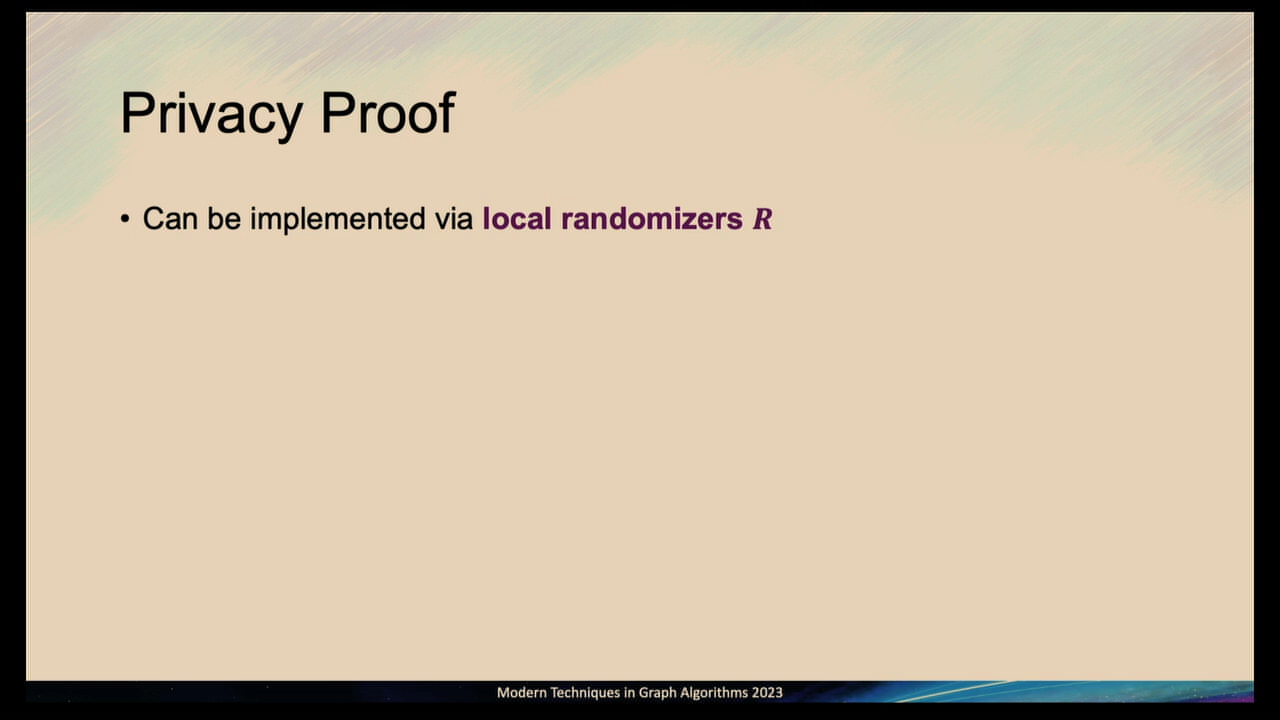 Privacy Proof
• Can be implemented via local randomizers R
Modern Techniques in Graph Algorithms 2023